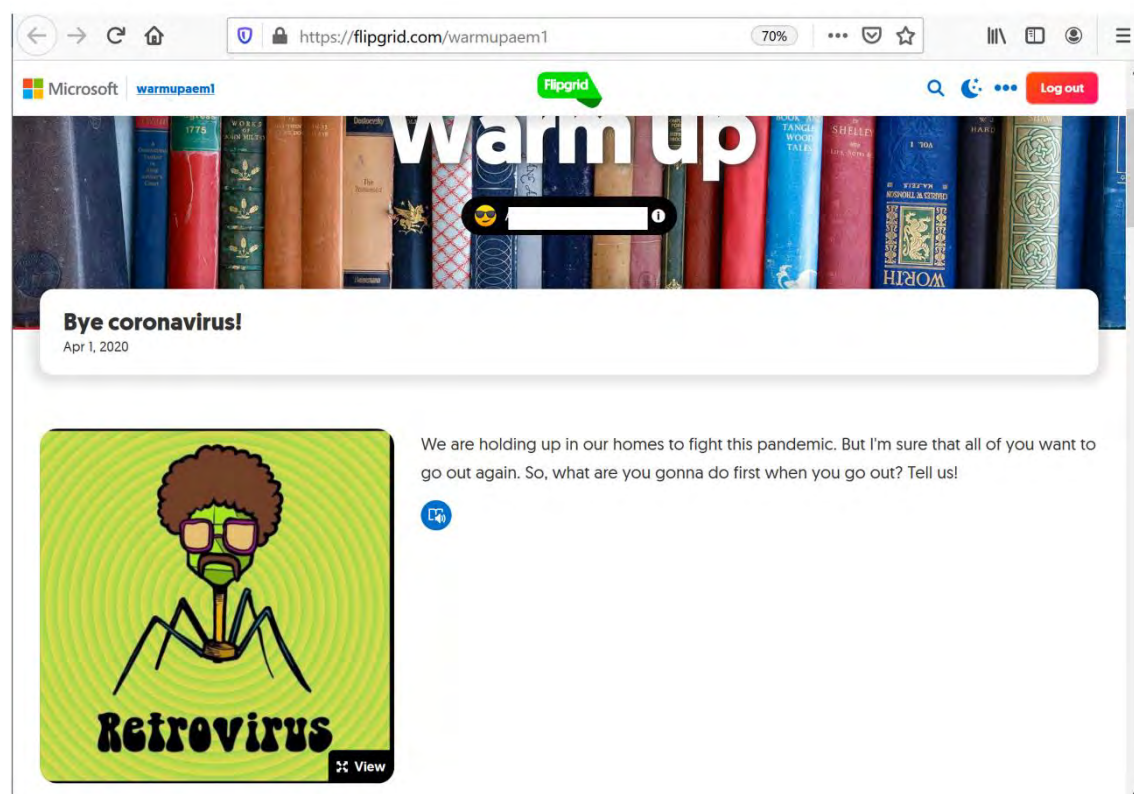 https://flipgrid.com/warmupaem1
70%
Microsoft
warmupaem1
Flipgrid
Log out
Warm up
1775
WORTH
Bye coronavirus!
Apr 1, 2020
We are holding up in our homes to fight this pandemic. But I'm sure that all of you want to
go out again. So, what are you gonna do first when you go out? Tell us!
Retrovirus
View